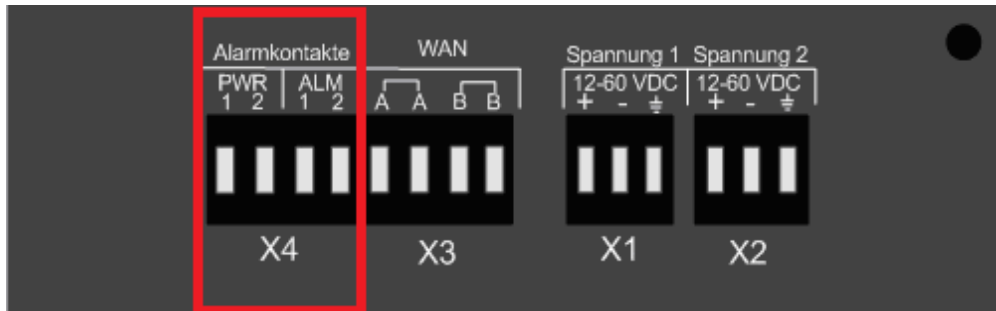 Alarmkontakte WAN Spannung 1 Spannung 2
PWR ALM 12-60 VDC 12-60 VDC
1 2 1 2 A A B B + - ⏚ + - ⏚
X4 X3 X1 X2